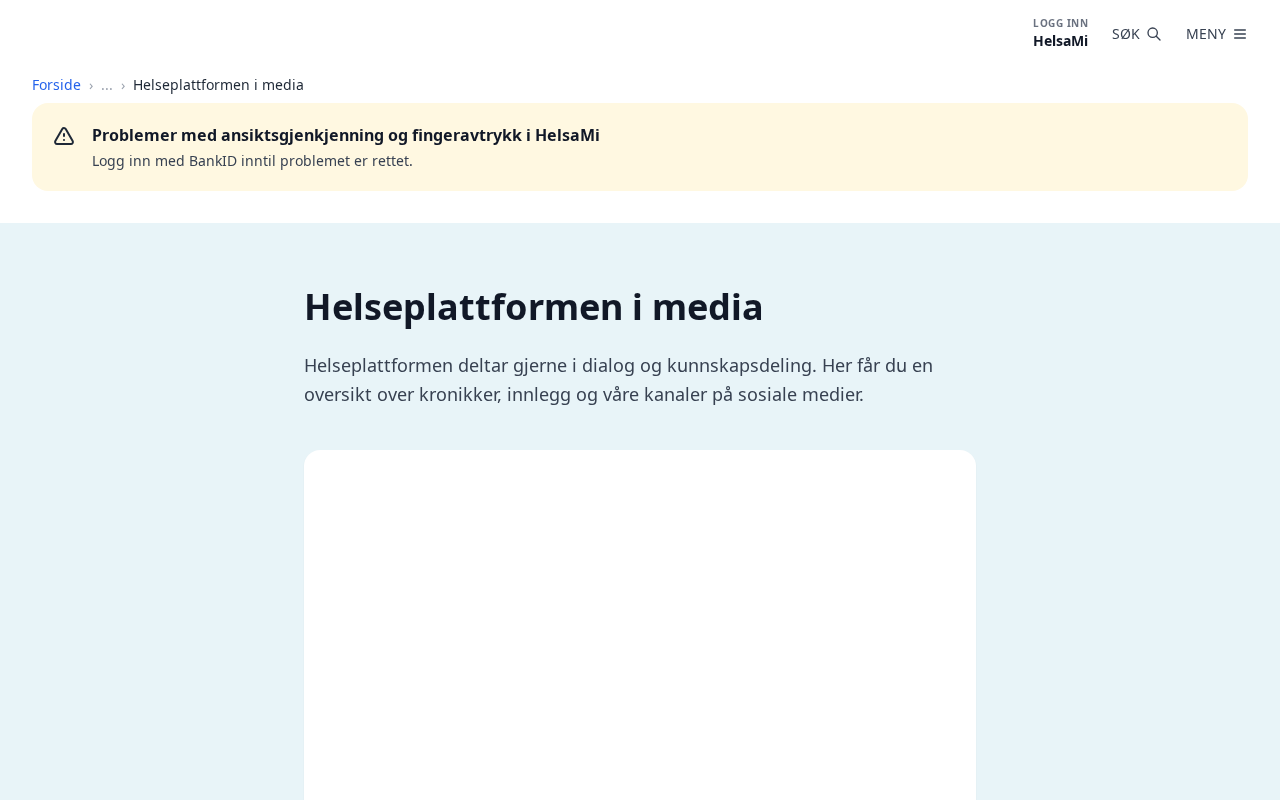 LOGG INN
HelsaMi
SØK
MENY
Forside › ... › Helseplattformen i media
Problemer med ansiktsgjenkjenning og fingeravtrykk i HelsaMi
Logg inn med BankID inntil problemet er rettet.
Helseplattformen i media
Helseplattformen deltar gjerne i dialog og kunnskapsdeling. Her får du en
oversikt over kronikker, innlegg og våre kanaler på sosiale medier.